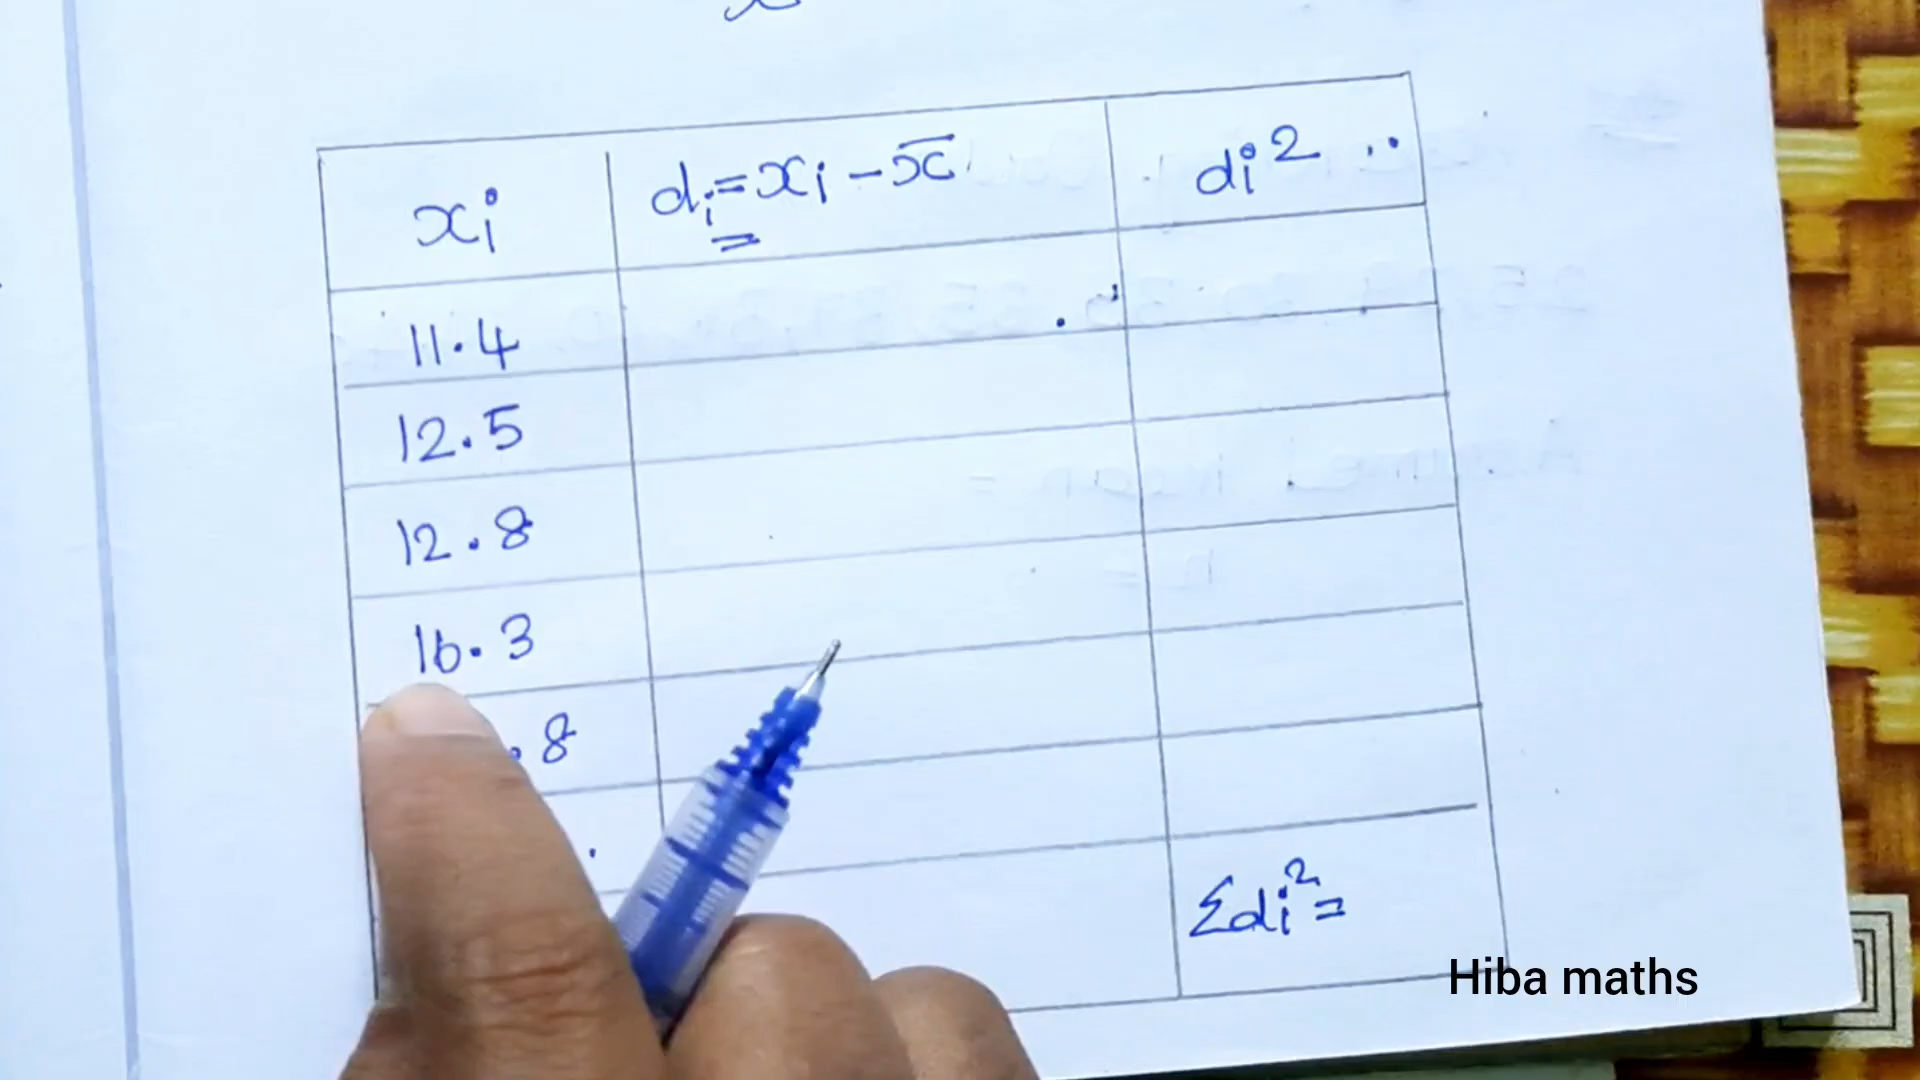 xi di = xi - x̄ di²
11.4
12.5
12.8
16.3
.8
Σdi² =
Hiba maths